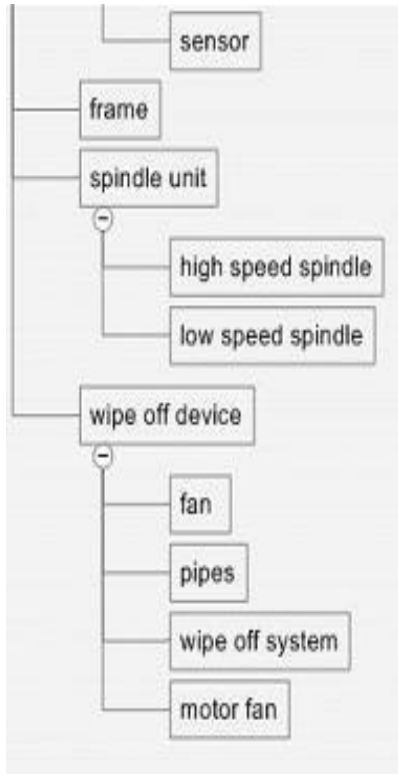 sensor
frame
spindle unit
high speed spindle
low speed spindle
wipe off device
fan
pipes
wipe off system
motor fan